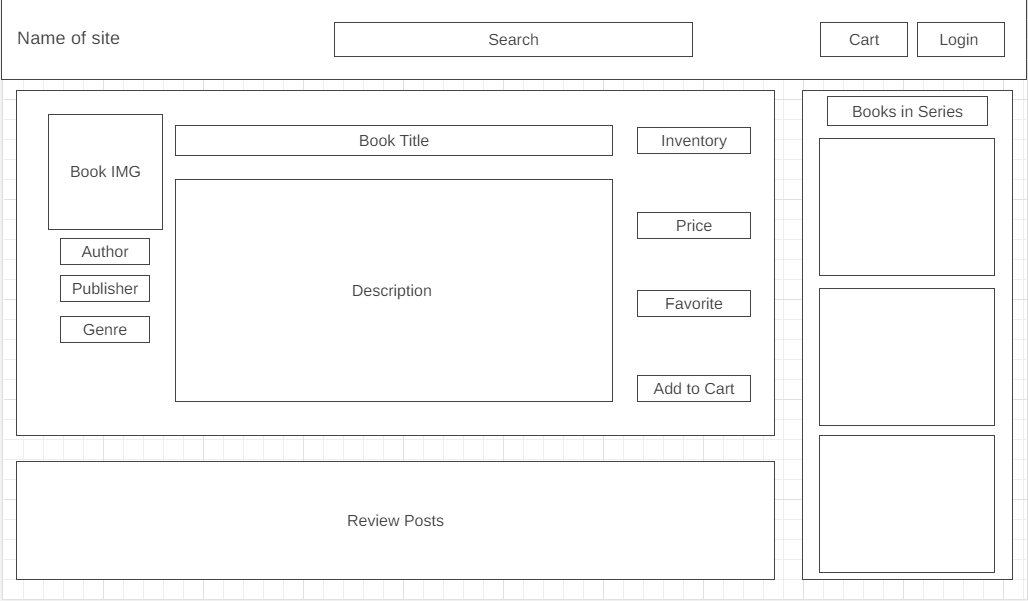 Name of site
Search
Cart
Login
Book IMG
Author
Publisher
Genre
Book Title
Description
Inventory
Price
Favorite
Add to Cart
Books in Series
Review Posts